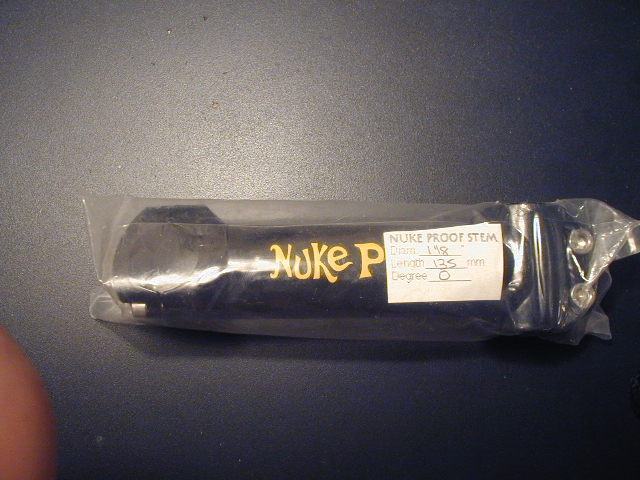 NUKE P
NUKE PROOF STEM
Diam. 1 1/8"
Length 135 mm
Degree 0